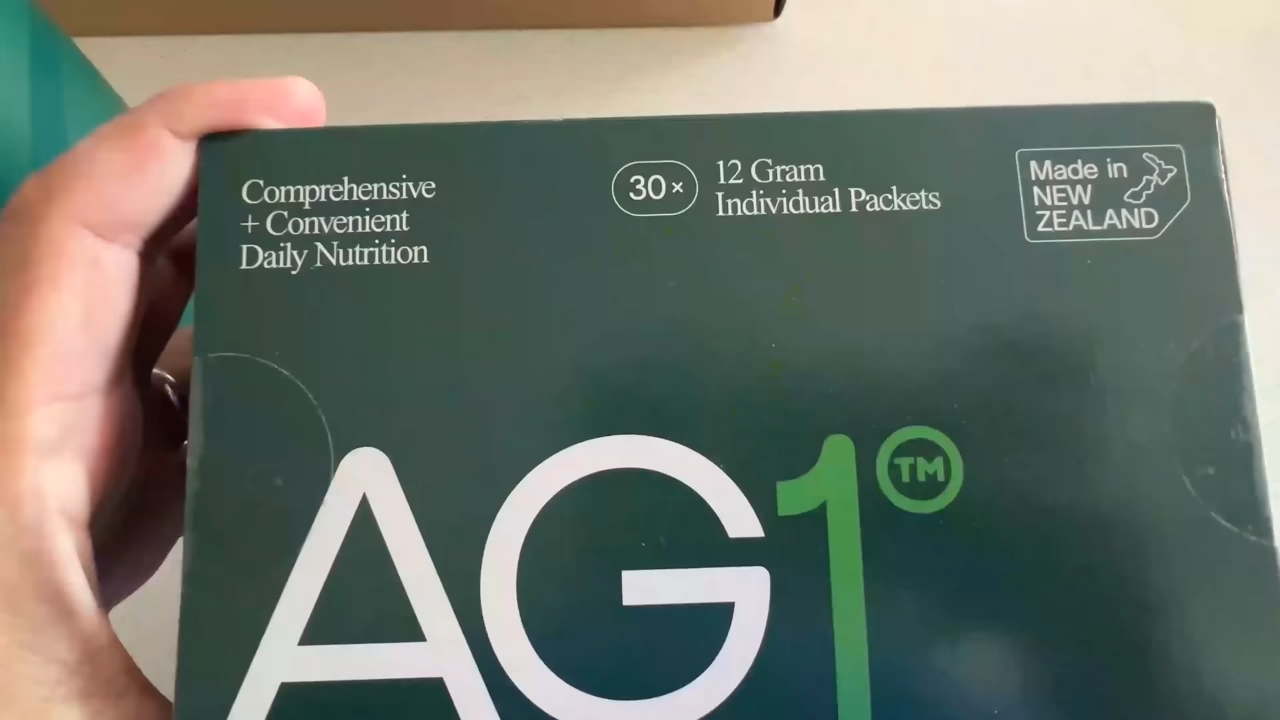 Comprehensive
+ Convenient
Daily Nutrition
30×
12 Gram
Individual Packets
Made in
NEW
ZEALAND
AG1
TM